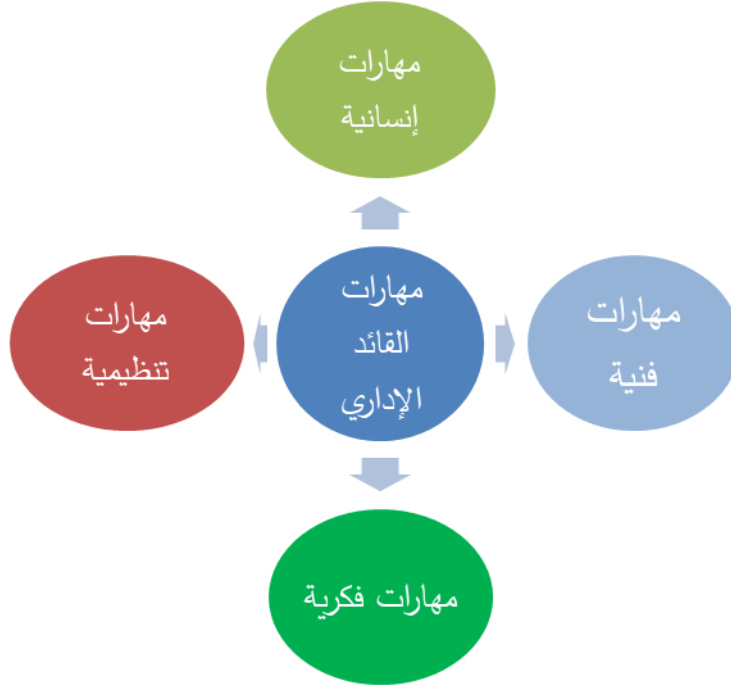 مهارات
إنسانية
مهارات
فنية
مهارات
القائد
الإداري
مهارات
تنظيمية
مهارات فكرية